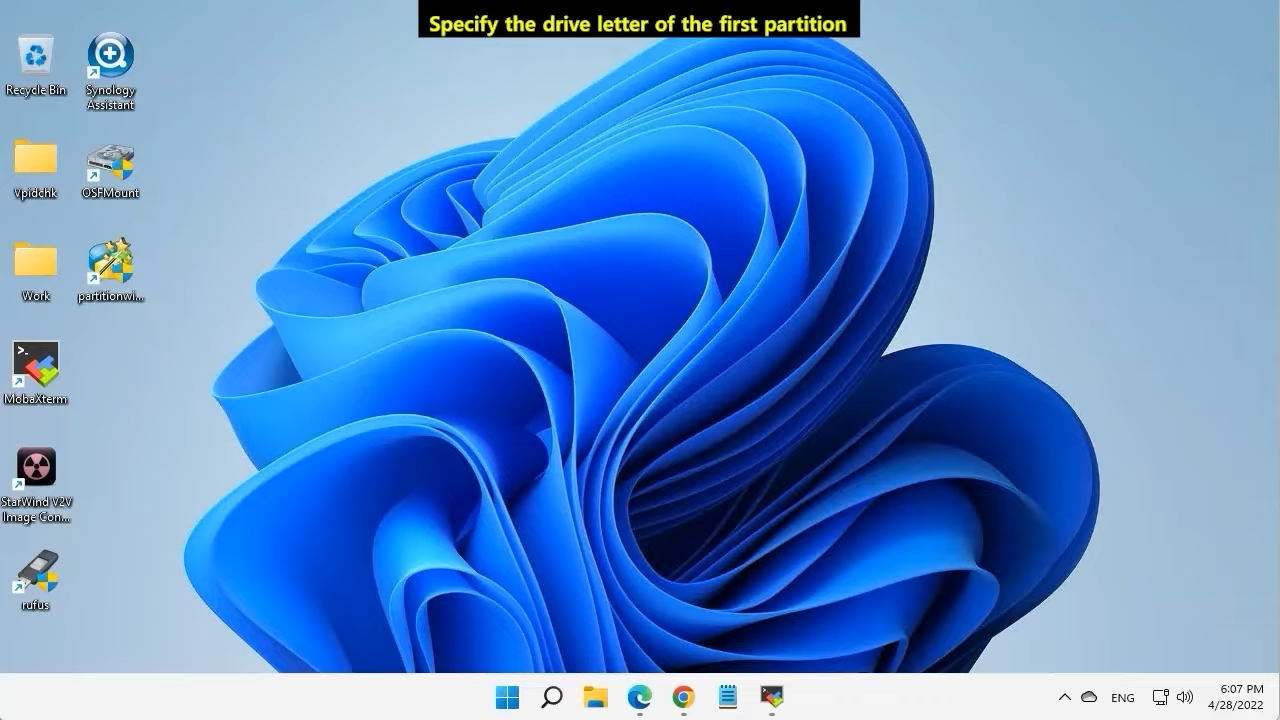 Specify the drive letter of the first partition
Recycle Bin
Synology
Assistant
Vpidchk
OSFMount
Work
partitionwi...
MobaXterm
StarWind V2V
Image Con...
rufus
ENG
6:07 PM
4/28/2022